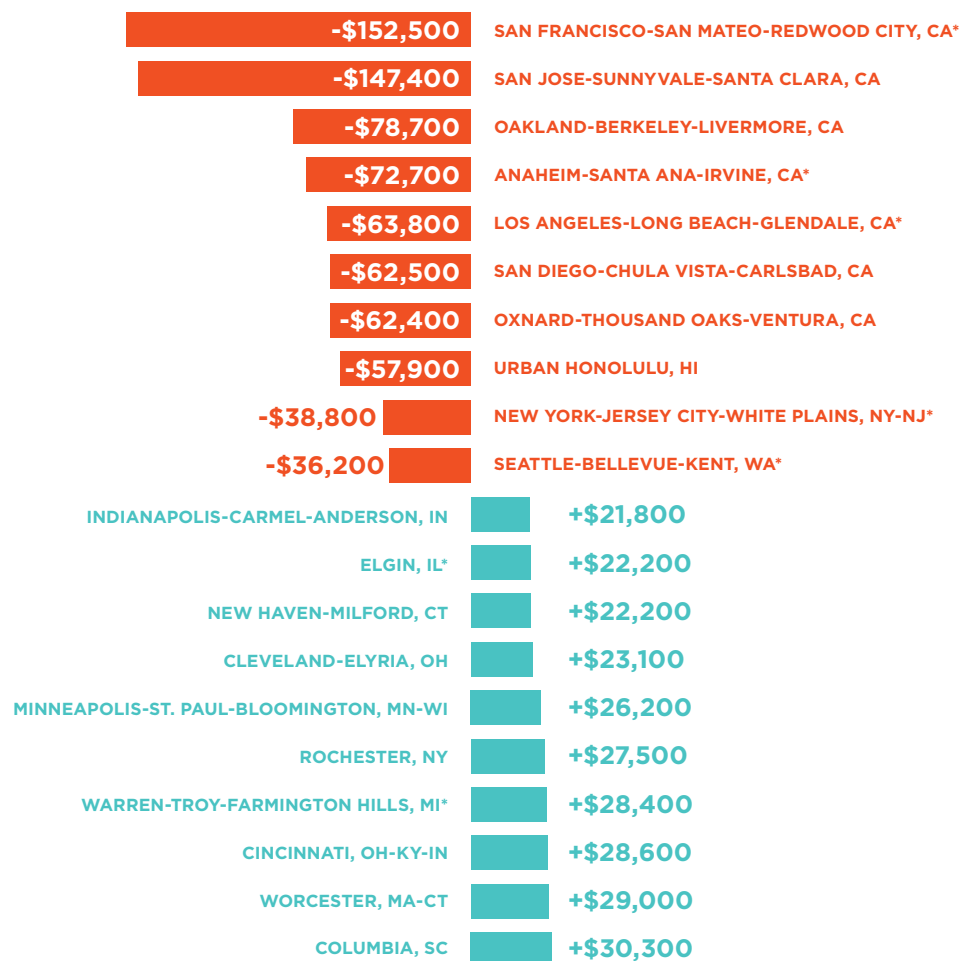 -$152,500 SAN FRANCISCO-SAN MATEO-REDWOOD CITY, CA*
-$147,400 SAN JOSE-SUNNYVALE-SANTA CLARA, CA
-$78,700 OAKLAND-BERKELEY-LIVERMORE, CA
-$72,700 ANAHEIM-SANTA ANA-IRVINE, CA*
-$63,800 LOS ANGELES-LONG BEACH-GLENDALE, CA*
-$62,500 SAN DIEGO-CHULA VISTA-CARLSBAD, CA
-$62,400 OXNARD-THOUSAND OAKS-VENTURA, CA
-$57,900 URBAN HONOLULU, HI
-$38,800 NEW YORK-JERSEY CITY-WHITE PLAINS, NY-NJ*
-$36,200 SEATTLE-BELLEVUE-KENT, WA*
INDIANAPOLIS-CARMEL-ANDERSON, IN +$21,800
ELGIN, IL* +$22,200
NEW HAVEN-MILFORD, CT +$22,200
CLEVELAND-ELYRIA, OH +$23,100
MINNEAPOLIS-ST. PAUL-BLOOMINGTON, MN-WI +$26,200
ROCHESTER, NY +$27,500
WARREN-TROY-FARMINGTON HILLS, MI* +$28,400
CINCINNATI, OH-KY-IN +$28,600
WORCESTER, MA-CT +$29,000
COLUMBIA, SC +$30,300